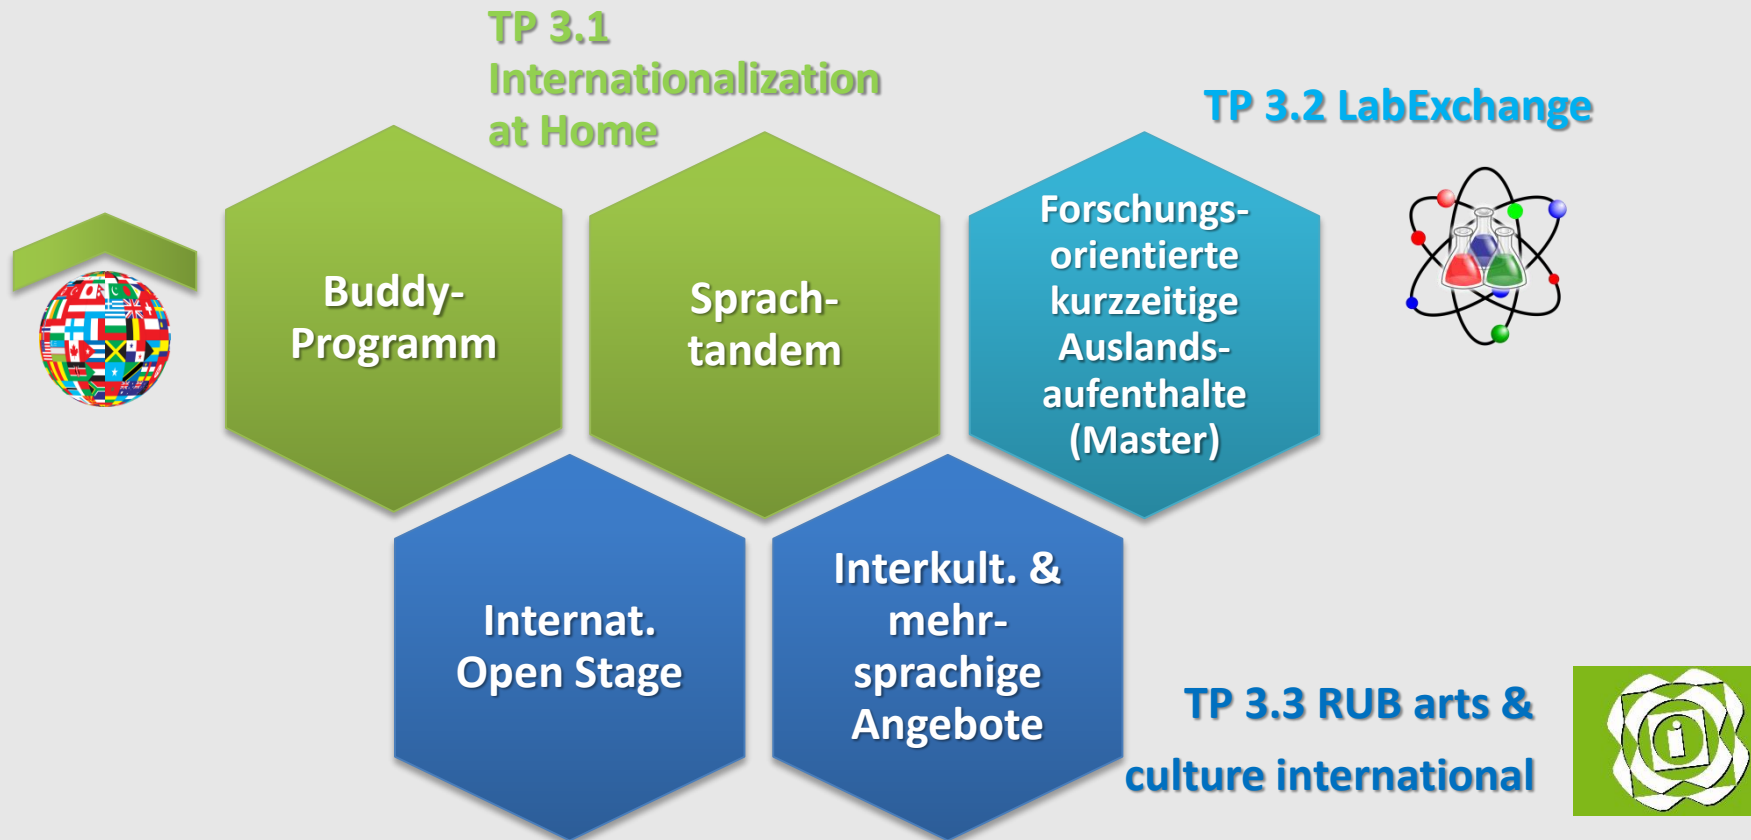 TP 3.1
Internationalization
at Home
TP 3.2 LabExchange
Buddy-
Programm
Sprach-
tandem
Forschungs-
orientierte
kurzzeitige
Auslands-
aufenthalte
(Master)
Internat.
Open Stage
Interkult. &
mehr-
sprachige
Angebote
TP 3.3 RUB arts &
culture international
i